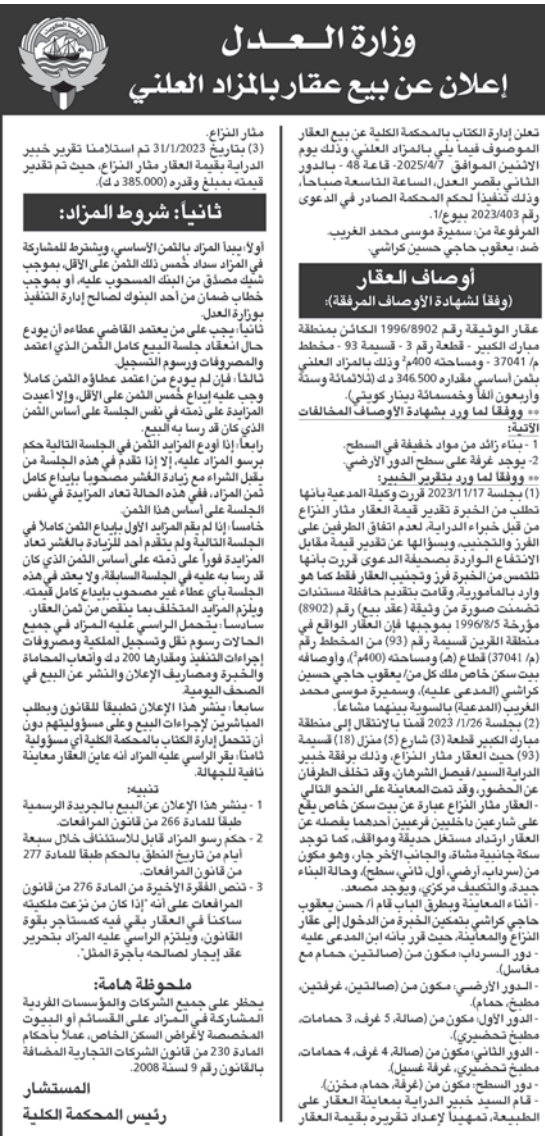 وزارة الـعـــدل
إعلان عن بيع عقار بالمزاد العلني
تعلن إدارة الكتاب بالمحكمة الكلية عن بيع العقار
الموصوف فيما يلي بالمزاد العلني، وذلك يوم
الاثنين الموافق 2025/4/7- قاعة 48 - بالدور
الثاني بقصر العدل، الساعة التاسعة صباحاً،
وذلك تنفيذاً لحكم المحكمة الصادر في الدعوى
رقم 2023/403 بيوع/1.
المرفوعة من: سميرة موسى محمد الغريب.
ضد: يعقوب حاجي حسين كراشي.
أوصاف العقار
(وفقاً لشهادة الأوصاف المرفقة):
عقار الوثيقة رقم 1996/8902 الكائن بمنطقة
مبارك الكبير - قطعة رقم 3 - قسيمة 93 - مخطط
م/ 37041 - ومساحته 400م² وذلك بالمزاد العلني
بثمن أساسي مقداره 346.500 د ك (ثلاثمائة وستة
وأربعون ألفاً وخمسمائة دينار كويتي).
** ووفقاً لما ورد بشهادة الأوصاف المخالفات
الآتية:
1 - بناء زائد من مواد خفيفة في السطح.
2- يوجد غرفة على سطح الدور الأرضي.
** ووفقاً لما ورد بتقرير الخبير:
(1) بجلسة 2023/11/17 قررت وكيلة المدعية بأنها
تطلب من الخبرة تقدير قيمة العقار مثار النزاع
من قبل خبراء الدراية، لعدم اتفاق الطرفين على
الفرز والتجنيب، وبسؤالها عن تقدير قيمة مقابل
الانتفاع الواردة بصحيفة الدعوى قررت بأنها
تلتمس من الخبرة فرز وتجنيب العقار فقط كما هو
وارد بالمأمورية، وقامت بتقديم حافظة مستندات
تضمنت صورة من وثيقة (عقد بيع) رقم (8902)
مؤرخة 1996/8/5 بموجبها فإن العقار الواقع في
منطقة القرين قسيمة رقم (93) من المخطط رقم
(م/ 37041) قطاع (هـ) ومساحته (400م²)، وأوصافه
بيت سكن خاص ملك كل من/ يعقوب حاجي حسين
كراشي (المدعى عليه)، وسميرة موسى محمد
الغريب (المدعية) بالسوية بينهما مشاعاً.
(2) بجلسة 1/26/ 2023 قمنا بالانتقال إلى منطقة
مبارك الكبير قطعة (3) شارع (5) منزل (18) قسيمة
(93) حيث العقار مثار النزاع، وذلك برفقة خبير
الدراية السيد/ فيصل الشرهان، وقد تخلف الطرفان
عن الحضور، وقد تمت المعاينة على النحو التالي
- العقار مثار النزاع عبارة عن بيت سكن خاص يقع
على شارعين داخليين فرعيين أحدهما يفصله عن
العقار ارتداد مستغل حديقة ومواقف، كما توجد
سكة جانبية مشاة، والجانب الآخر جار، وهو مكون
من (سرداب، أرضي، أول، ثاني، سطح)، وحالة البناء
جيدة، والتكييف مركزي، ويوجد مصعد.
- أثناء المعاينة وبطرق الباب قام أ/ حسن يعقوب
حاجي كراشي بتمكين الخبرة من الدخول إلى عقار
النزاع والمعاينة، حيث قرر بأنه ابن المدعى عليه
- دور السرداب: مكون من (صالتين، حمام مع
مغاسل).
- الدور الأرضي: مكون من (صالتين، غرفتين،
مطبخ، حمام).
- الدور الأول: مكون من (صالة، 5 غرف، 3 حمامات،
مطبخ تحضيري).
- الدور الثاني: مكون من (صالة، 4 غرف، 4 حمامات،
مطبخ تحضيري، غرفة غسيل).
- دور السطح: مكون من (غرفة، حمام، مخزن).
- قام السيد خبير الدراية بمعاينة العقار على
الطبيعة، تمهيداً لإعداد تقريره بقيمة العقار
مثار النزاع.
(3) بتاريخ 31/1/2023 تم استلامنا تقرير خبير
الدراية بقيمة العقار مثار النزاع، حيث تم تقدير
قيمته بمبلغ وقدره (385.000 د ك).
ثانياً: شروط المزاد:
أولاً: يبدأ المزاد بالثمن الأساسي، ويشترط للمشاركة
في المزاد سداد خُمس ذلك الثمن على الأقل، بموجب
شيك مصدَّق من البنك المسحوب عليه، أو بموجب
خطاب ضمان من أحد البنوك لصالح إدارة التنفيذ
بوزارة العدل.
ثانياً: يجب على من يعتمد القاضي عطاءه أن يودع
حال انعقاد جلسة البيع كامل الثمن الذي اعتمد
والمصروفات ورسوم التسجيل.
ثالثاً: فإن لم يودع من اعتمد عطاؤه الثمن كاملاً
وجب عليه إيداع خُمس الثمن على الأقل، وإلا أعيدت
المزايدة على ذمته في نفس الجلسة على أساس الثمن
الذي كان قد رسا به البيع.
رابعاً: إذا أودع المزايد الثمن في الجلسة التالية حكم
برسو المزاد عليه، إلا إذا تقدم في هذه الجلسة من
يقبل الشراء مع زيادة العُشر مصحوباً بإيداع كامل
ثمن المزاد، ففي هذه الحالة تعاد المزايدة في نفس
الجلسة على أساس هذا الثمن.
خامساً: إذا لم يقم المزايد الأول بإيداع الثمن كاملاً في
الجلسة التالية ولم يتقدم أحد للزيادة بالعُشر تعاد
المزايدة فوراً على ذمته على أساس الثمن الذي كان
قد رسا به عليه في الجلسة السابقة، ولا يعتد في هذه
الجلسة بأي عطاء غير مصحوب بإيداع كامل قيمته.
ويلزم المزايد المتخلف بما ينقص من ثمن العقار.
سادساً: يتحمل الراسي عليه المزاد في جميع
الحالات رسوم نقل وتسجيل الملكية ومصروفات
إجراءات التنفيذ ومقدارها 200 د ك وأتعاب المحاماة
والخبرة ومصاريف الإعلان والنشر عن البيع في
الصحف اليومية.
سابعاً: ينشر هذا الإعلان تطبيقاً للقانون وبطلب
المباشرين لإجراءات البيع وعلى مسؤوليتهم دون
أن تتحمل إدارة الكتاب بالمحكمة الكلية أي مسؤولية
ثامناً: يقر الراسي عليه المزاد أنه عاين العقار معاينة
نافية للجهالة.
تنبيه:
1 - ينشر هذا الإعلان عن البيع بالجريدة الرسمية
طبقاً للمادة 266 من قانون المرافعات.
2 - حكم رسو المزاد قابل للاستئناف خلال سبعة
أيام من تاريخ النطق بالحكم طبقاً للمادة 277
من قانون المرافعات.
3 - تنص الفقرة الأخيرة من المادة 276 من قانون
المرافعات على أنه "إذا كان من نزعت ملكيته
ساكناً في العقار بقي فيه كمستأجر بقوة
القانون، ويلتزم الراسي عليه المزاد بتحرير
عقد إيجار لصالحه بأجرة المثل".
ملحوظة هامة:
يحظر على جميع الشركات والمؤسسات الفردية
المشاركة في المزاد على القسائم أو البيوت
المخصصة لأغراض السكن الخاص، عملاً بأحكام
المادة 230 من قانون الشركات التجارية المضافة
بالقانون رقم 9 لسنة 2008.
المستشار
رئيس المحكمة الكلية